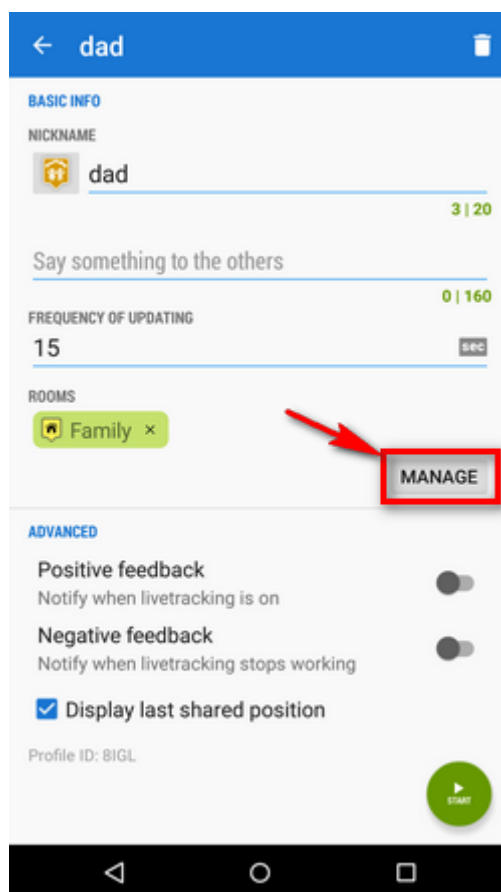 dad
BASIC INFO
NICKNAME
dad
3 | 20
Say something to the others
0 | 160
FREQUENCY OF UPDATING
15 sec
ROOMS
Family ×
MANAGE
ADVANCED
Positive feedback
Notify when livetracking is on
Negative feedback
Notify when livetracking stops working
Display last shared position
Profile ID: 8IGL
START